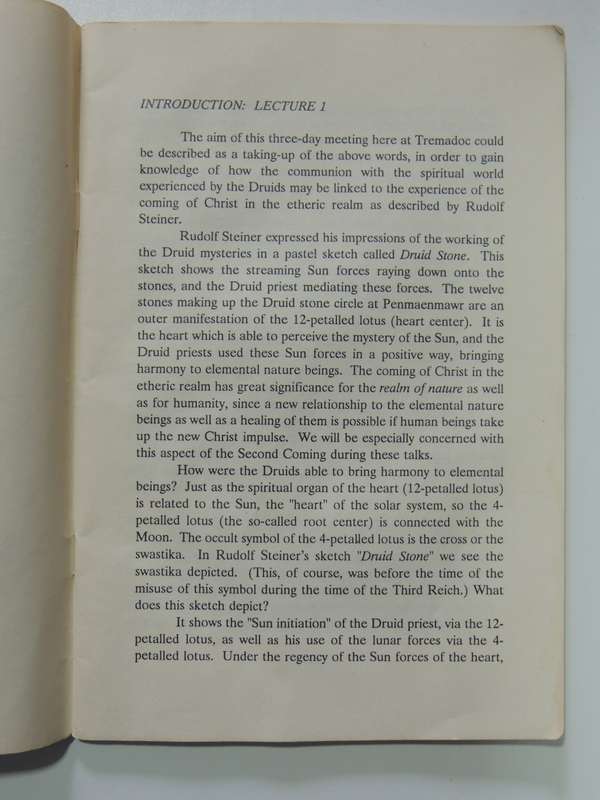 INTRODUCTION: LECTURE 1
The aim of this three-day meeting here at Tremadoc could
be described as a taking-up of the above words, in order to gain
knowledge of how the communion with the spiritual world
experienced by the Druids may be linked to the experience of the
coming of Christ in the etheric realm as described by Rudolf
Steiner.
Rudolf Steiner expressed his impressions of the working of
the Druid mysteries in a pastel sketch called Druid Stone. This
sketch shows the streaming Sun forces raying down onto the
stones, and the Druid priest mediating these forces. The twelve
stones making up the Druid stone circle at Penmaenmawr are an
outer manifestation of the 12-petalled lotus (heart center). It is
the heart which is able to perceive the mystery of the Sun, and the
Druid priests used these Sun forces in a positive way, bringing
harmony to elemental nature beings. The coming of Christ in the
etheric realm has great significance for the realm of nature as well
as for humanity, since a new relationship to the elemental nature
beings as well as a healing of them is possible if human beings take
up the new Christ impulse. We will be especially concerned with
this aspect of the Second Coming during these talks.
How were the Druids able to bring harmony to elemental
beings? Just as the spiritual organ of the heart (12-petalled lotus)
is related to the Sun, the "heart" of the solar system, so the 4-
petalled lotus (the so-called root center) is connected with the
Moon. The occult symbol of the 4-petalled lotus is the cross or the
swastika. In Rudolf Steiner's sketch "Druid Stone" we see the
swastika depicted. (This, of course, was before the time of the
misuse of this symbol during the time of the Third Reich.) What
does this sketch depict?
It shows the "Sun initiation" of the Druid priest, via the 12-
petalled lotus, as well as his use of the lunar forces via the 4-
petalled lotus. Under the regency of the Sun forces of the heart,